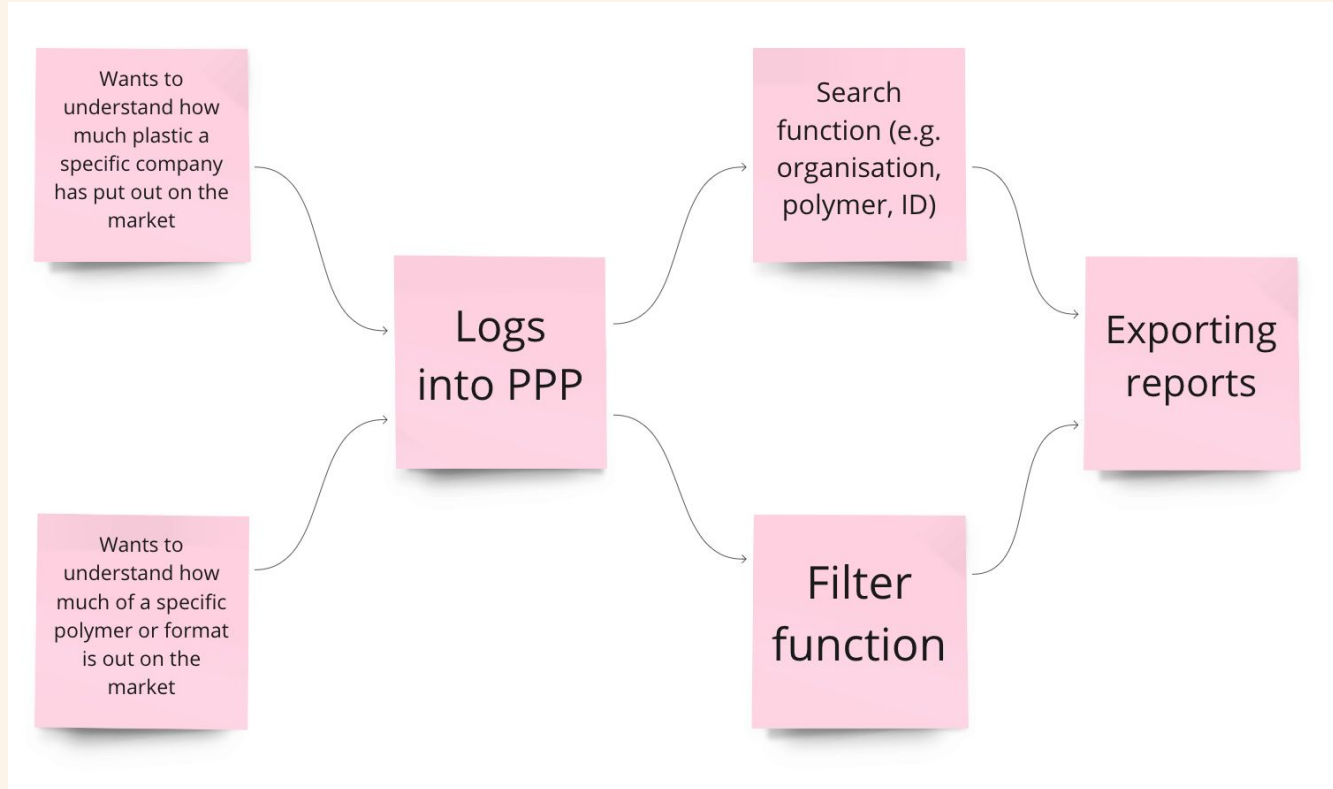 Wants to
understand how
much plastic a
specific company
has put out on the
market
Wants to
understand how
much of a specific
polymer or format
is out on the
market
Logs
into PPP
Search
function (e.g.
organisation,
polymer, ID)
Filter
function
Exporting
reports